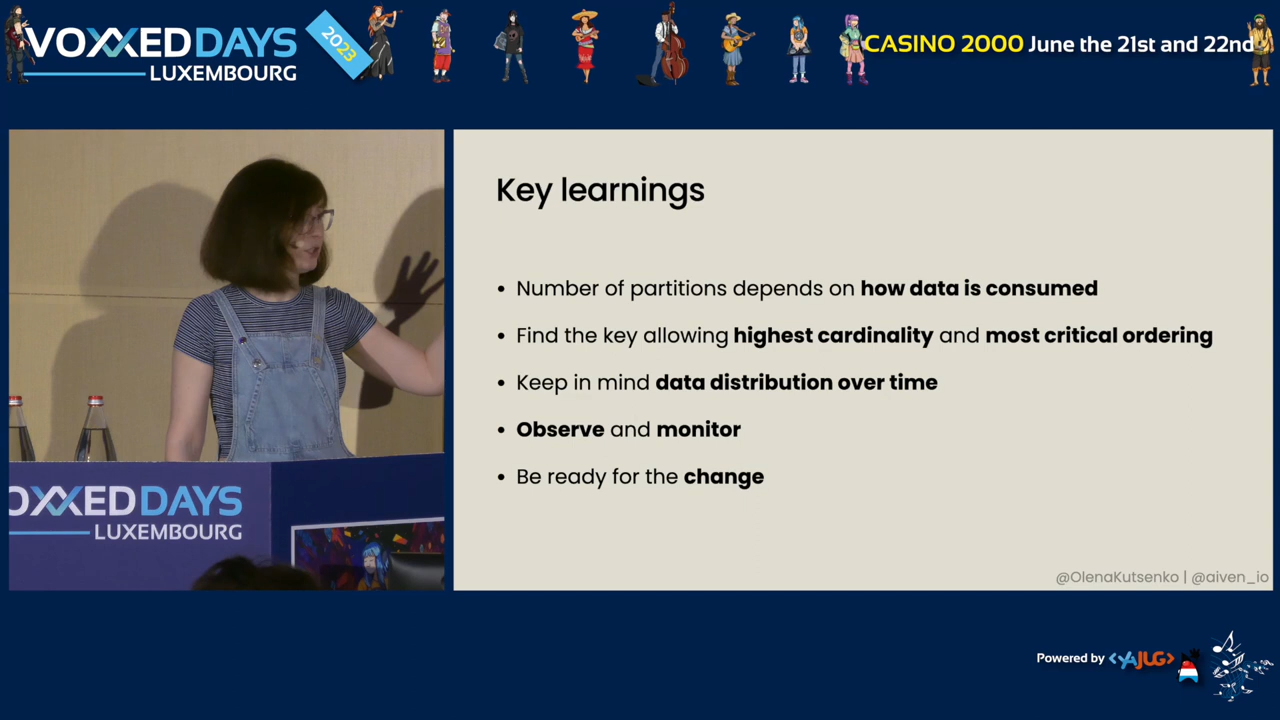 VOXXED DAYS
LUXEMBOURG
2023
CASINO 2000 June the 21st and 22nd
Key learnings
• Number of partitions depends on how data is consumed
• Find the key allowing highest cardinality and most critical ordering
• Keep in mind data distribution over time
• Observe and monitor
• Be ready for the change
@OlenaKutsenko | @aiven_io
OXXED DAYS
LUXEMBOURG
Powered by <YAJUG>